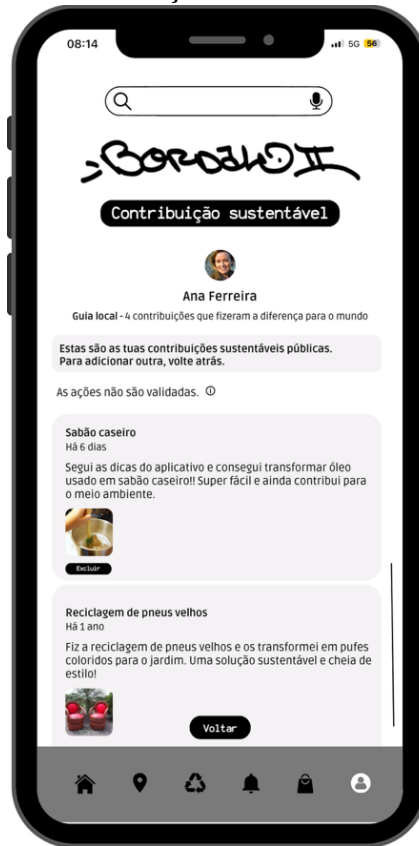 08:14
5G 56
BORDALO II
Contribuição sustentável
Ana Ferreira
Guia local - 4 contribuições que fizeram a diferença para o mundo
Estas são as tuas contribuições sustentáveis públicas.
Para adicionar outra, volte atrás.
As ações não são validadas.
Sabão caseiro
Há 6 dias
Segui as dicas do aplicativo e consegui transformar óleo
usado em sabão caseiro!! Super fácil e ainda contribui para
o meio ambiente.
Excluir
Reciclagem de pneus velhos
Há 1 ano
Fiz a reciclagem de pneus velhos e os transformei em pufes
coloridos para o jardim. Uma solução sustentável e cheia de
estilo!
Voltar